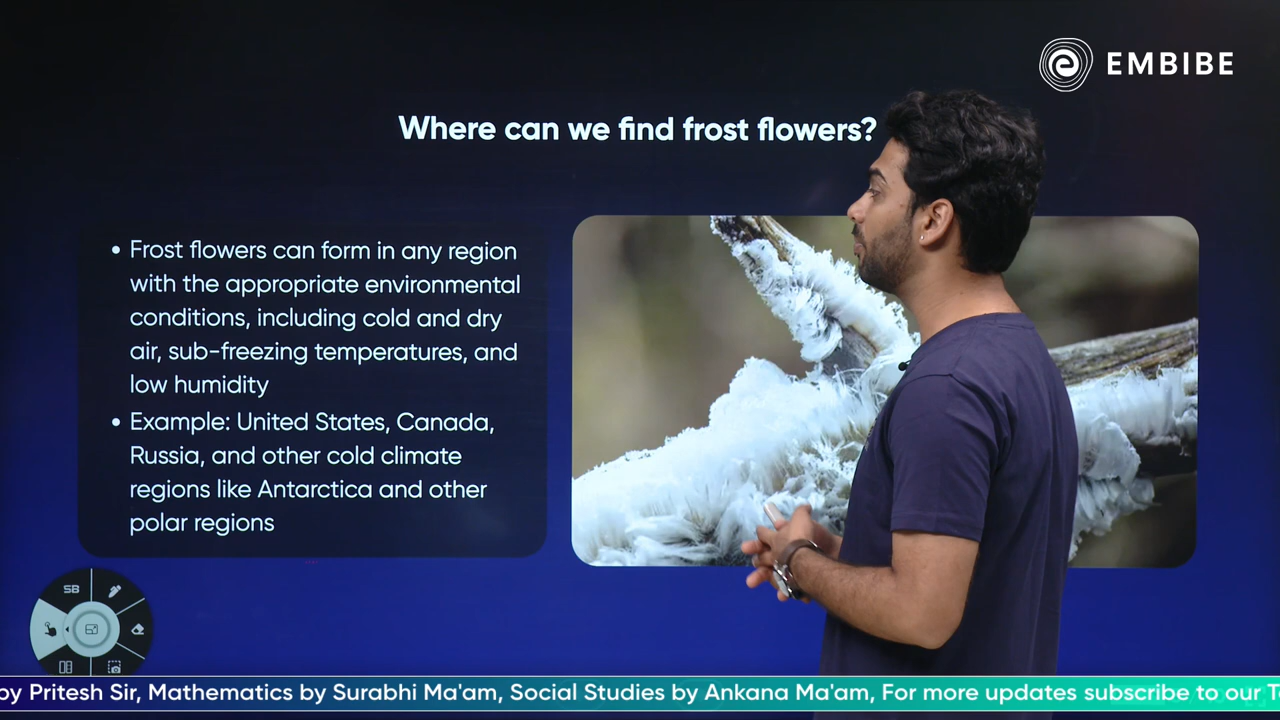 EMBIBE
Where can we find frost flowers?
• Frost flowers can form in any region
with the appropriate environmental
conditions, including cold and dry
air, sub-freezing temperatures, and
low humidity
• Example: United States, Canada,
Russia, and other cold climate
regions like Antarctica and other
polar regions
SB
by Pritesh Sir, Mathematics by Surabhi Ma'am, Social Studies by Ankana Ma'am, For more updates subscribe to our